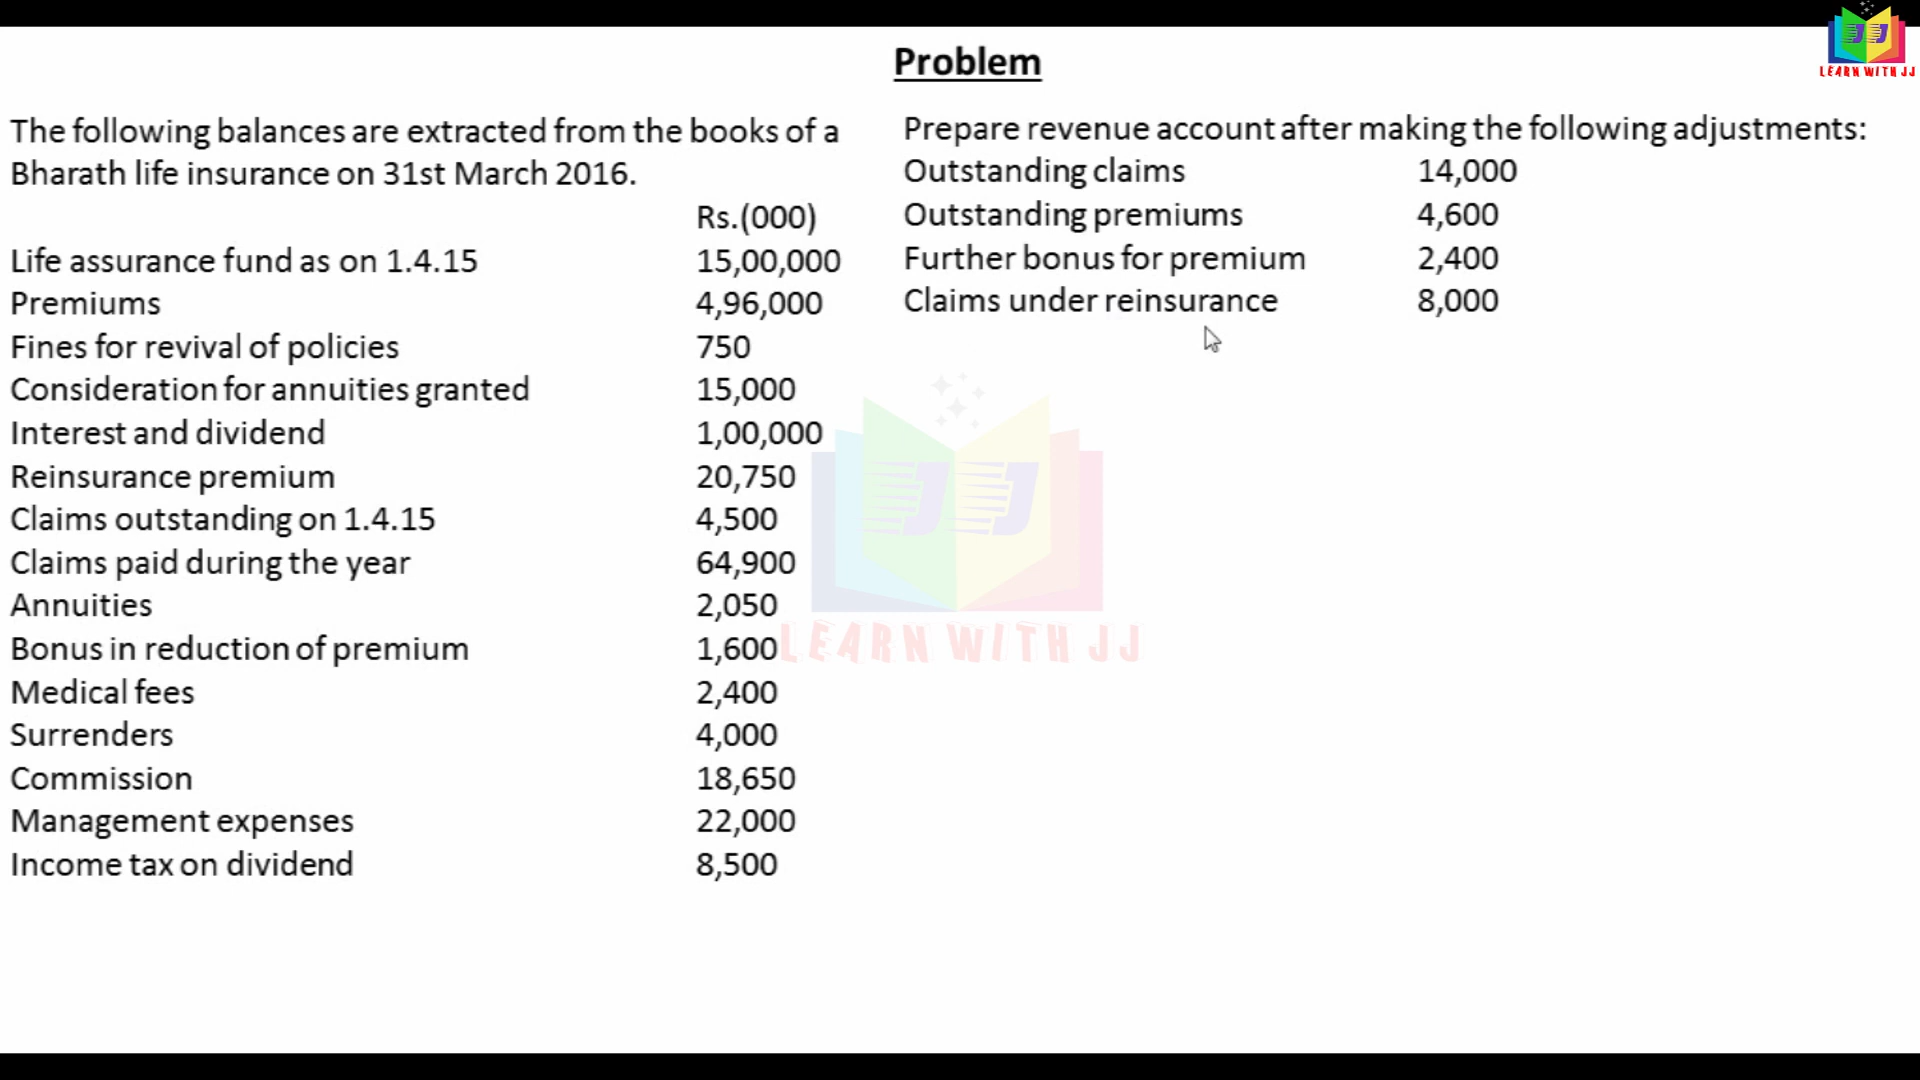 Problem
LEARN WITH JJ
The following balances are extracted from the books of a
Bharath life insurance on 31st March 2016.
Rs.(000)
Life assurance fund as on 1.4.15 15,00,000
Premiums 4,96,000
Fines for revival of policies 750
Consideration for annuities granted 15,000
Interest and dividend 1,00,000
Reinsurance premium 20,750
Claims outstanding on 1.4.15 4,500
Claims paid during the year 64,900
Annuities 2,050
Bonus in reduction of premium 1,600
Medical fees 2,400
Surrenders 4,000
Commission 18,650
Management expenses 22,000
Income tax on dividend 8,500
Prepare revenue account after making the following adjustments:
Outstanding claims 14,000
Outstanding premiums 4,600
Further bonus for premium 2,400
Claims under reinsurance 8,000
JJ
LEARN WITH JJ